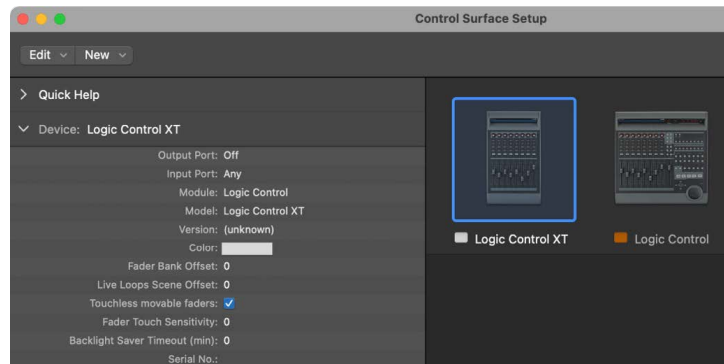 Control Surface Setup
Edit New
Quick Help
Device: Logic Control XT
Output Port: Off
Input Port: Any
Module: Logic Control
Model: Logic Control XT
Version: (unknown)
Color:
Fader Bank Offset: 0
Live Loops Scene Offset: 0
Touchless movable faders:
Fader Touch Sensitivity: 0
Backlight Saver Timeout (min): 0
Serial No.:
Logic Control XT
Logic Control